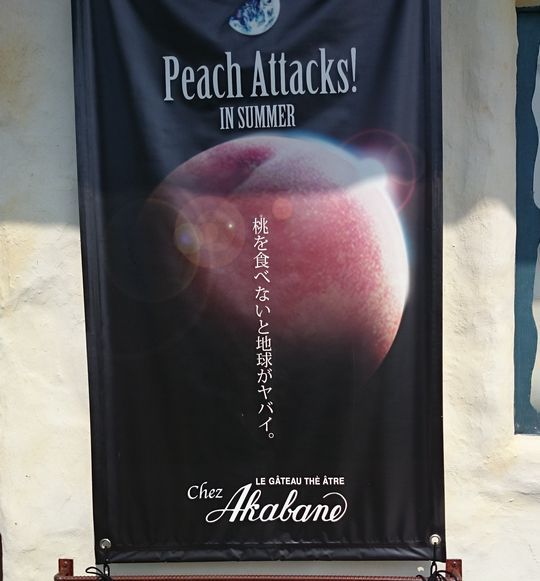 Peach Attacks!
IN SUMMER
桃を食べないと地球がヤバイ。
LE GÂTEAU THÈ ÂTRE
Chez Akabane